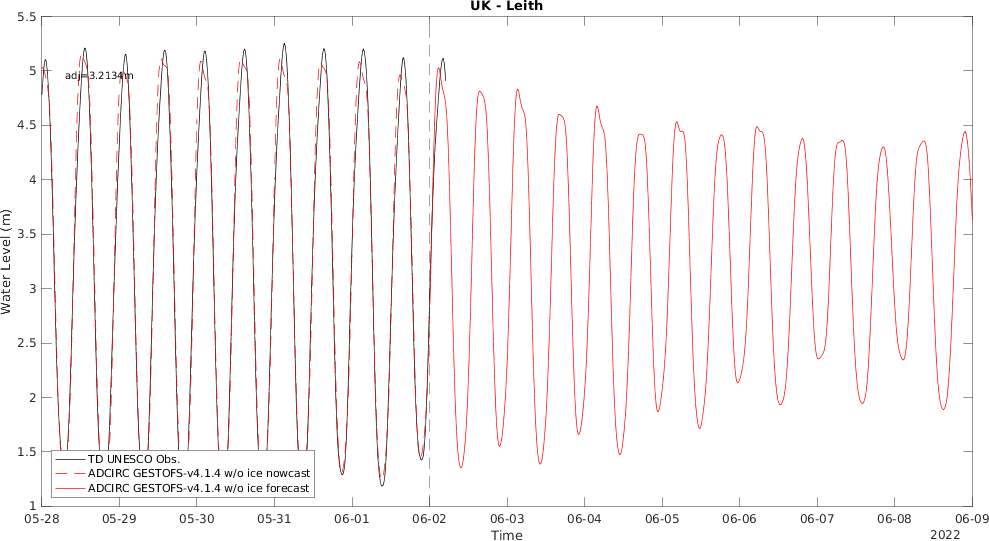 UK - Leith
5.5
5
4.5
4
3.5
3
2.5
2
1.5
1
Water Level (m)
adj=3.2134m
TD UNESCO Obs.
ADCIRC GESTOFS-v4.1.4 w/o ice nowcast
ADCIRC GESTOFS-v4.1.4 w/o ice forecast
05-28 05-29 05-30 05-31 06-01 06-02 06-03 06-04 06-05 06-06 06-07 06-08 06-09
Time
2022